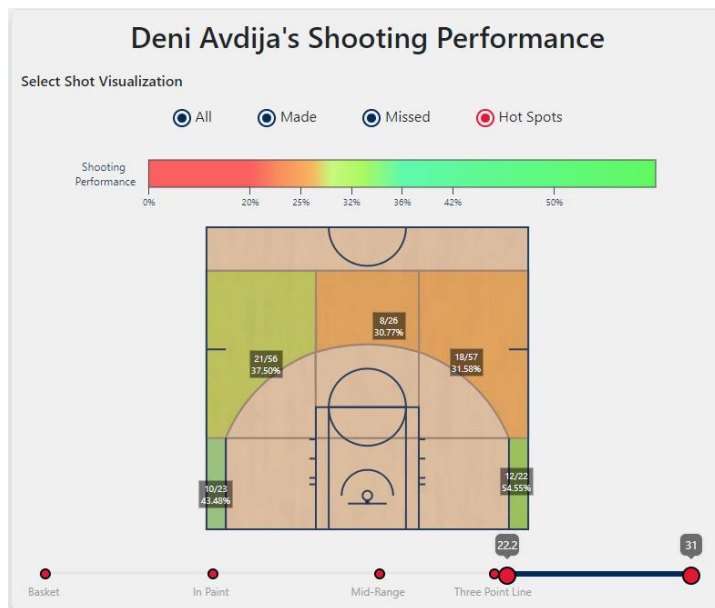 Deni Avdija's Shooting Performance
Select Shot Visualization
All Made Missed Hot Spots
Shooting
Performance
0% 20% 25% 32% 36% 42% 50%
8/26
30.77%
21/56
37.50%
18/57
31.58%
10/23
43.48%
12/22
54.55%
22.2 31
Basket In Paint Mid-Range Three Point Line